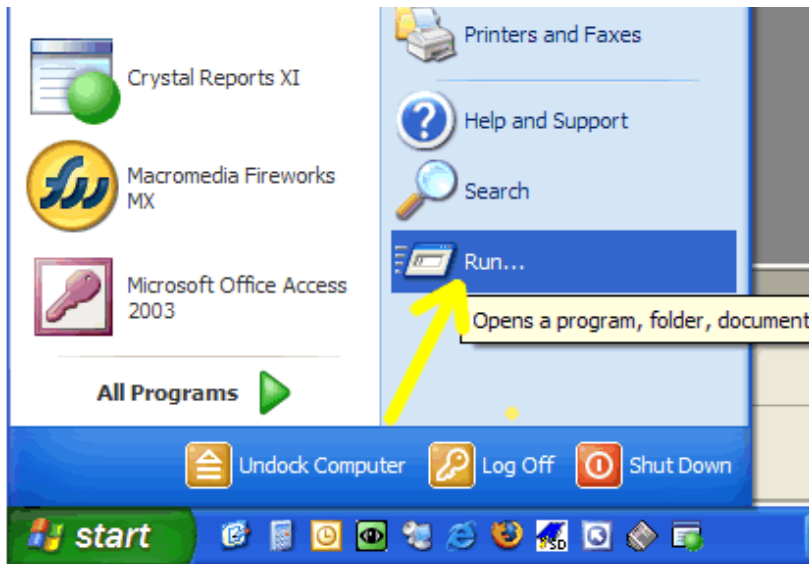 Crystal Reports XI
Macromedia Fireworks
MX
Microsoft Office Access
2003
All Programs
Printers and Faxes
Help and Support
Search
Run...
Opens a program, folder, document
Undock Computer
Log Off
Shut Down
start
SD